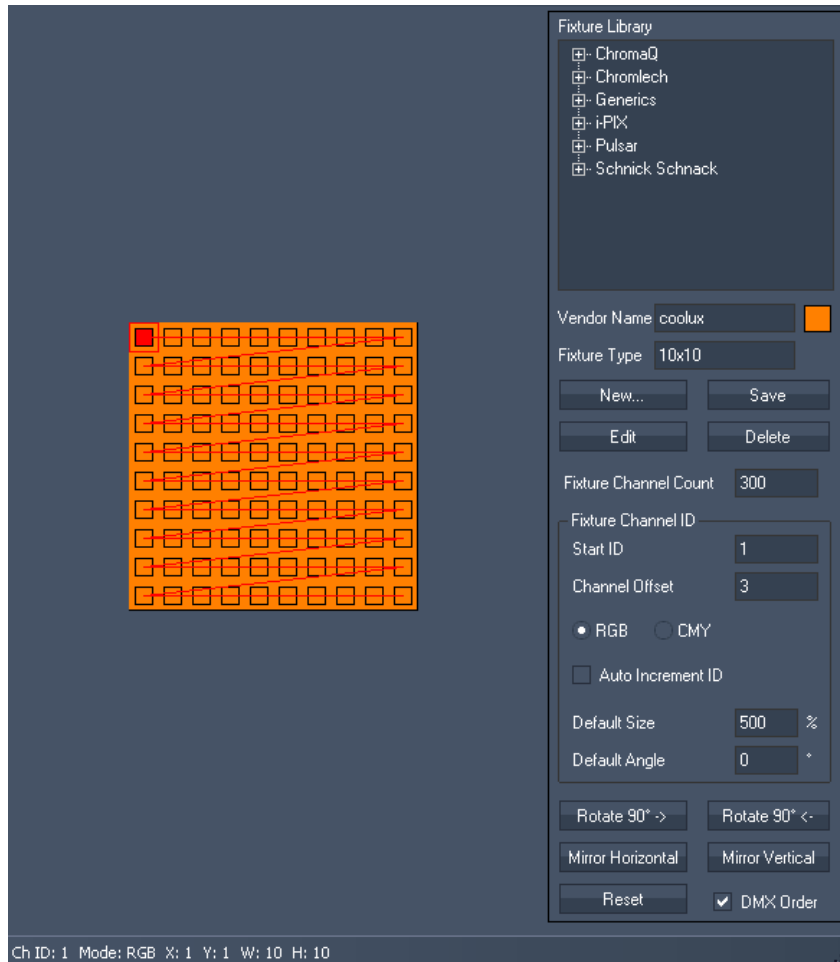 Fixture Library
ChromaQ
Chromlech
Generics
i-PIX
Pulsar
Schnick Schnack
Vendor Name coolux
Fixture Type 10x10
New... Save
Edit Delete
Fixture Channel Count 300
Fixture Channel ID
Start ID 1
Channel Offset 3
RGB CMY
Auto Increment ID
Default Size 500 %
Default Angle 0 °
Rotate 90° -> Rotate 90° <-
Mirror Horizontal Mirror Vertical
Reset DMX Order
Ch ID: 1 Mode: RGB X: 1 Y: 1 W: 10 H: 10